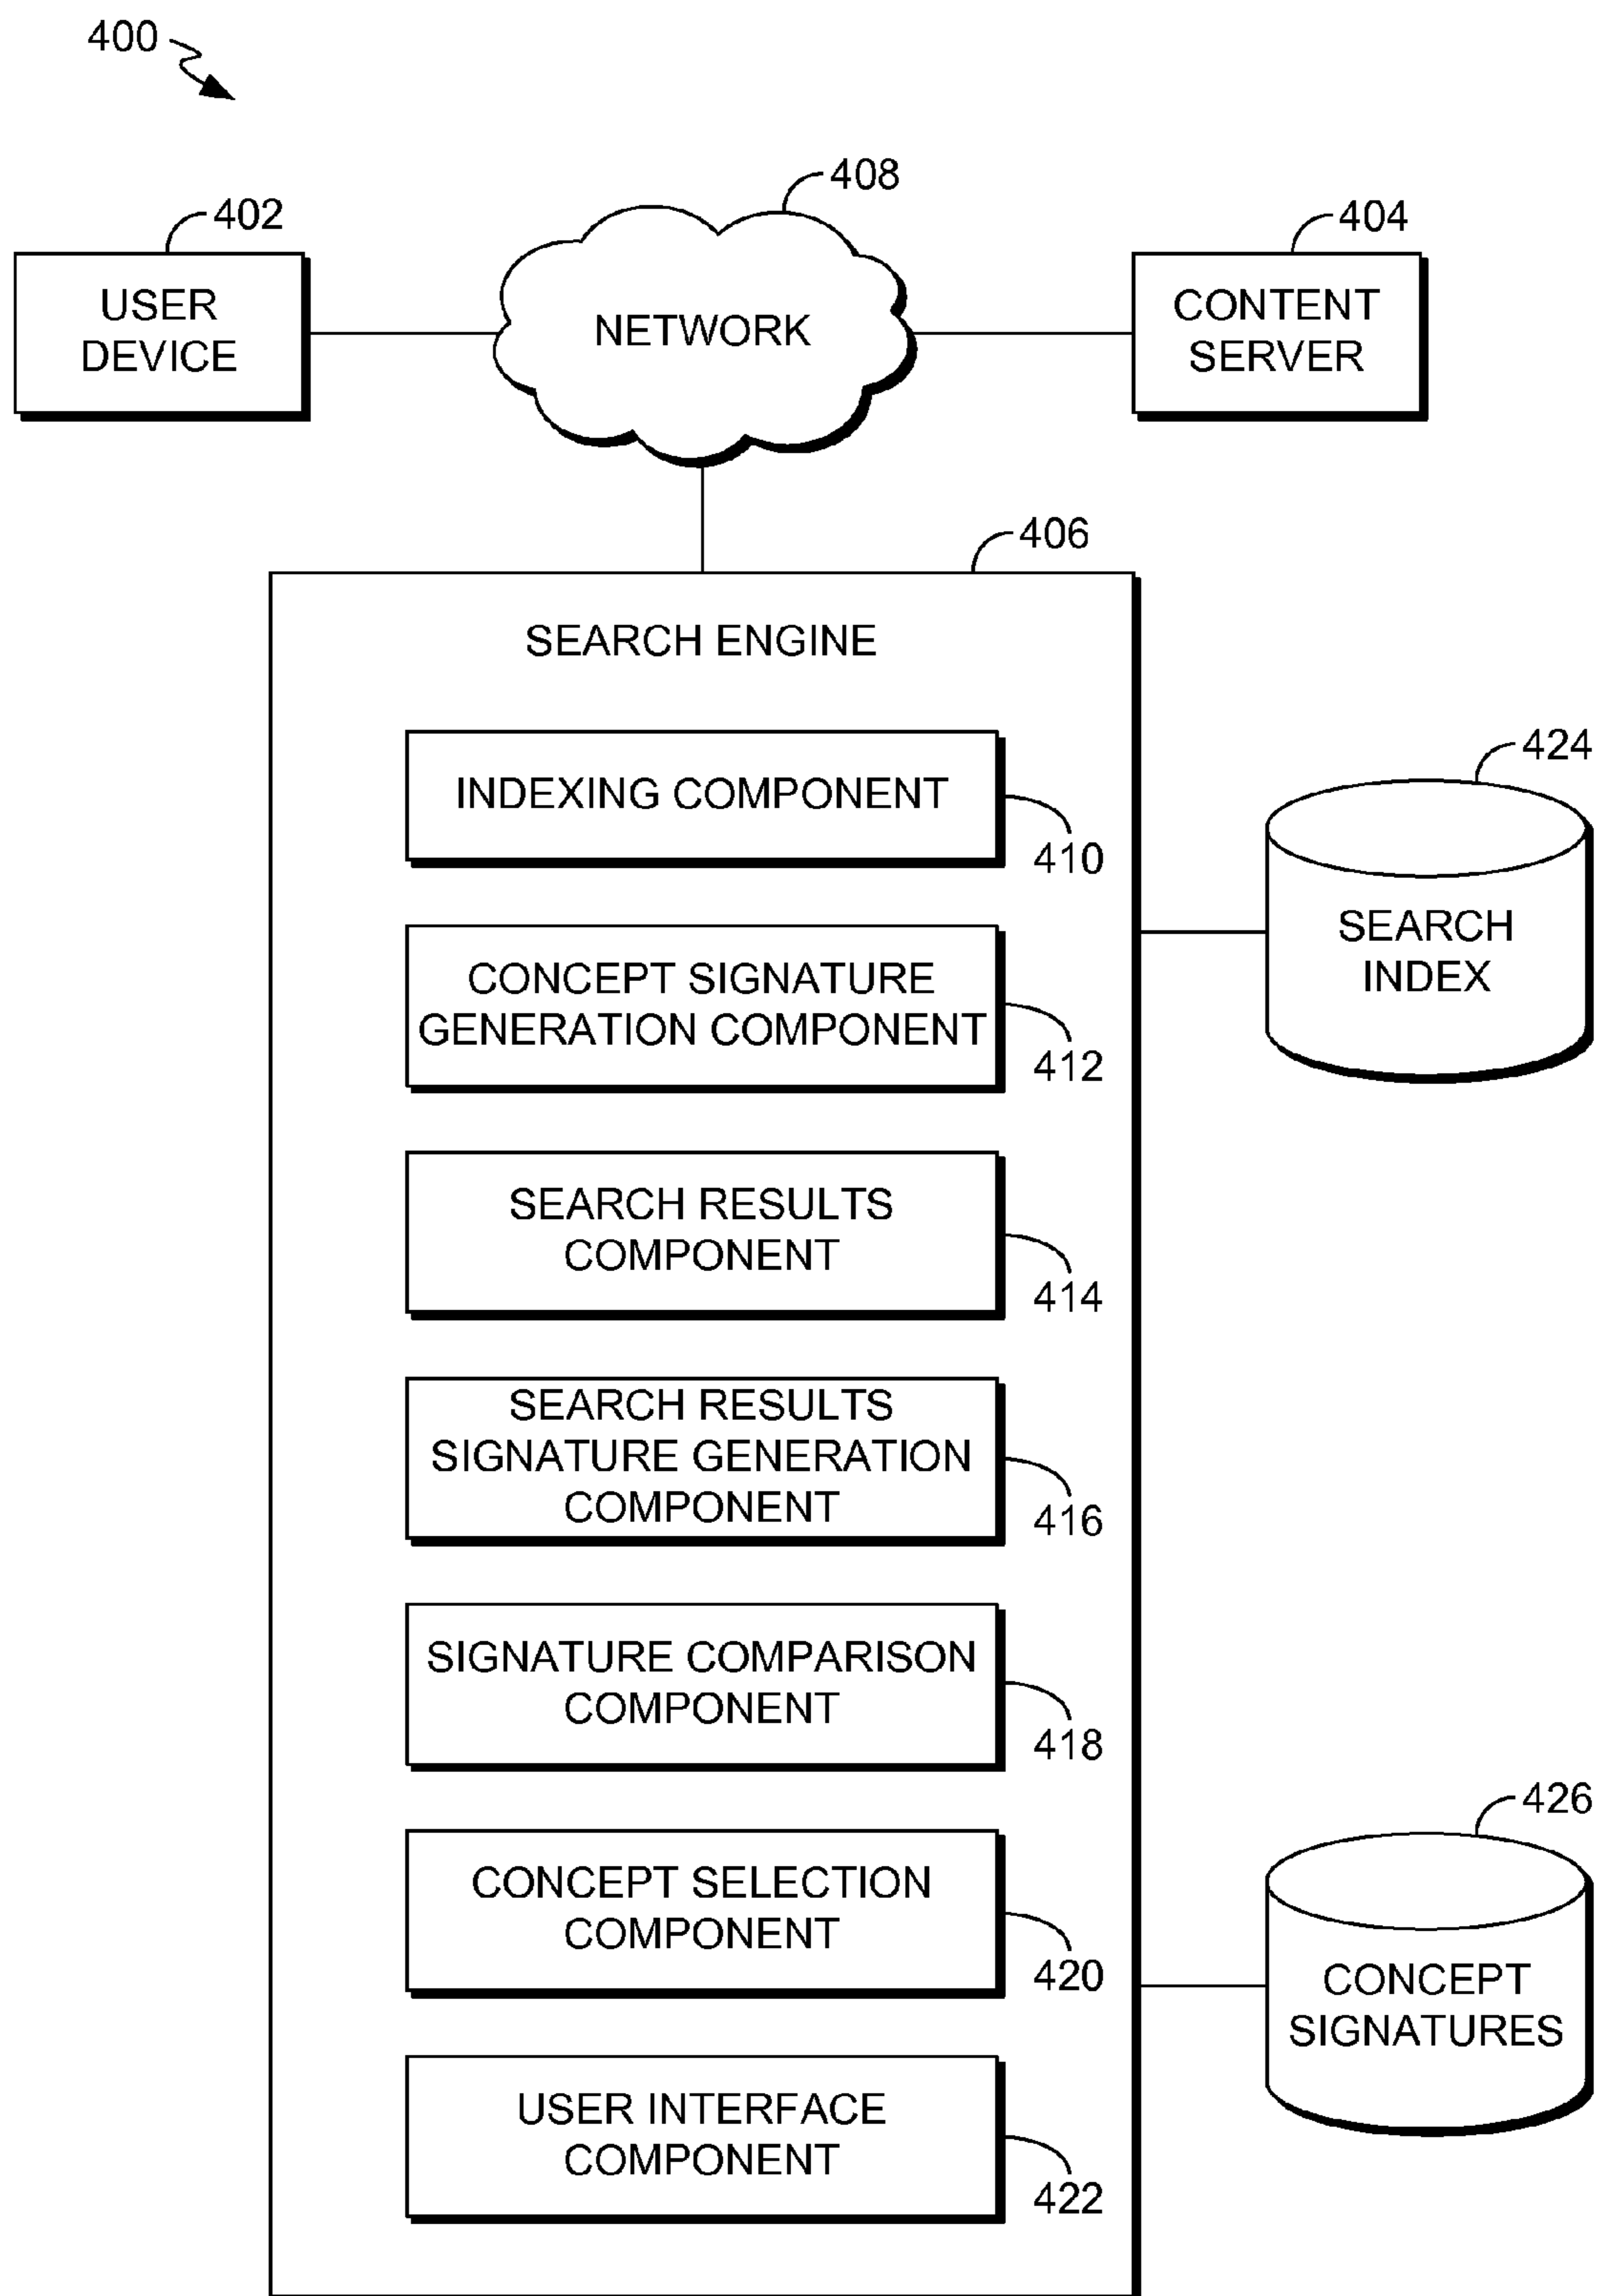 400
408
402
404
USER
DEVICE
NETWORK
CONTENT
SERVER
406
SEARCH ENGINE
INDEXING COMPONENT
410
424
SEARCH
INDEX
CONCEPT SIGNATURE
GENERATION COMPONENT
412
SEARCH RESULTS
COMPONENT
414
SEARCH RESULTS
SIGNATURE GENERATION
COMPONENT
416
SIGNATURE COMPARISON
COMPONENT
418
426
CONCEPT SELECTION
COMPONENT
420
CONCEPT
SIGNATURES
USER INTERFACE
COMPONENT
422